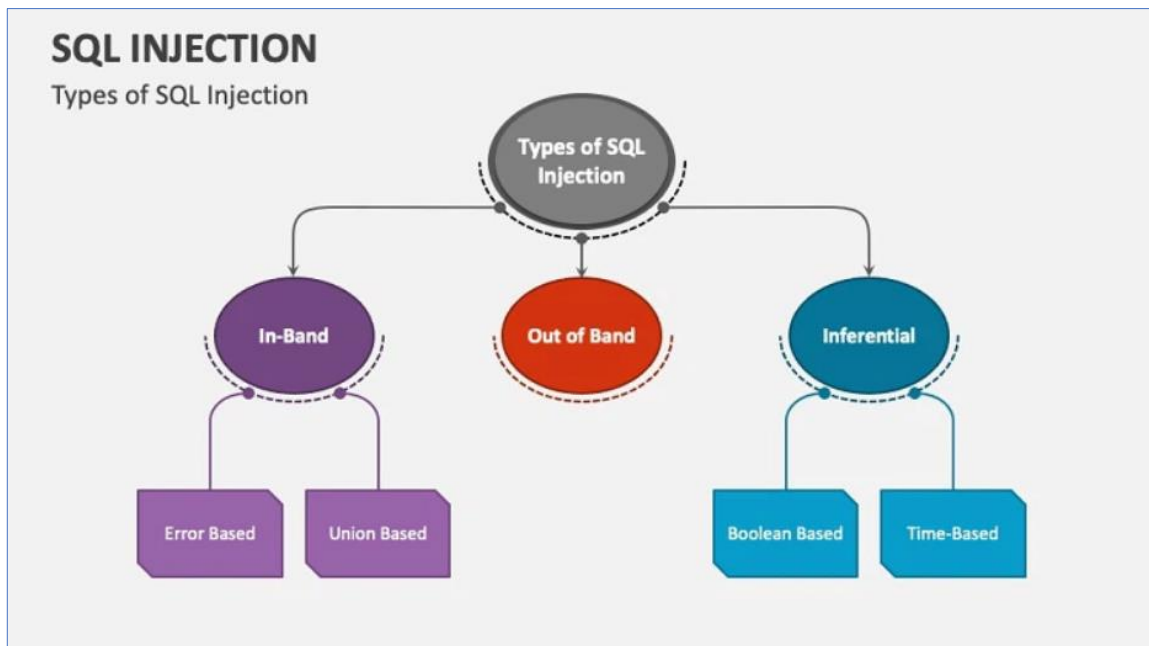 SQL INJECTION
Types of SQL Injection
Types of SQL
Injection
In-Band
Out of Band
Inferential
Error Based
Union Based
Boolean Based
Time-Based